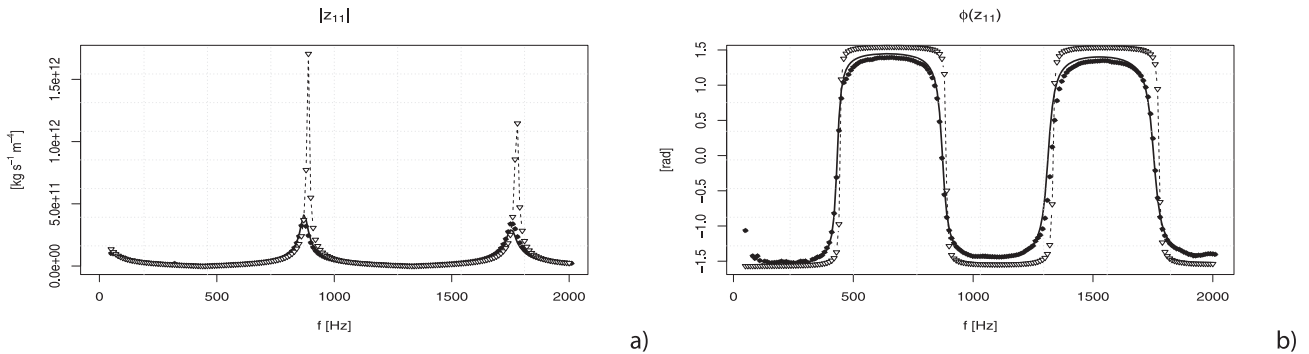 |z₁₁|
[kg s⁻¹ m⁻⁴]
0.0e+00 5.0e+11 1.0e+12 1.5e+12
0 500 1000 1500 2000
f [Hz]
a)
ϕ(z₁₁)
[rad]
−1.5 −1.0 −0.5 0.0 0.5 1.0 1.5
0 500 1000 1500 2000
f [Hz]
b)